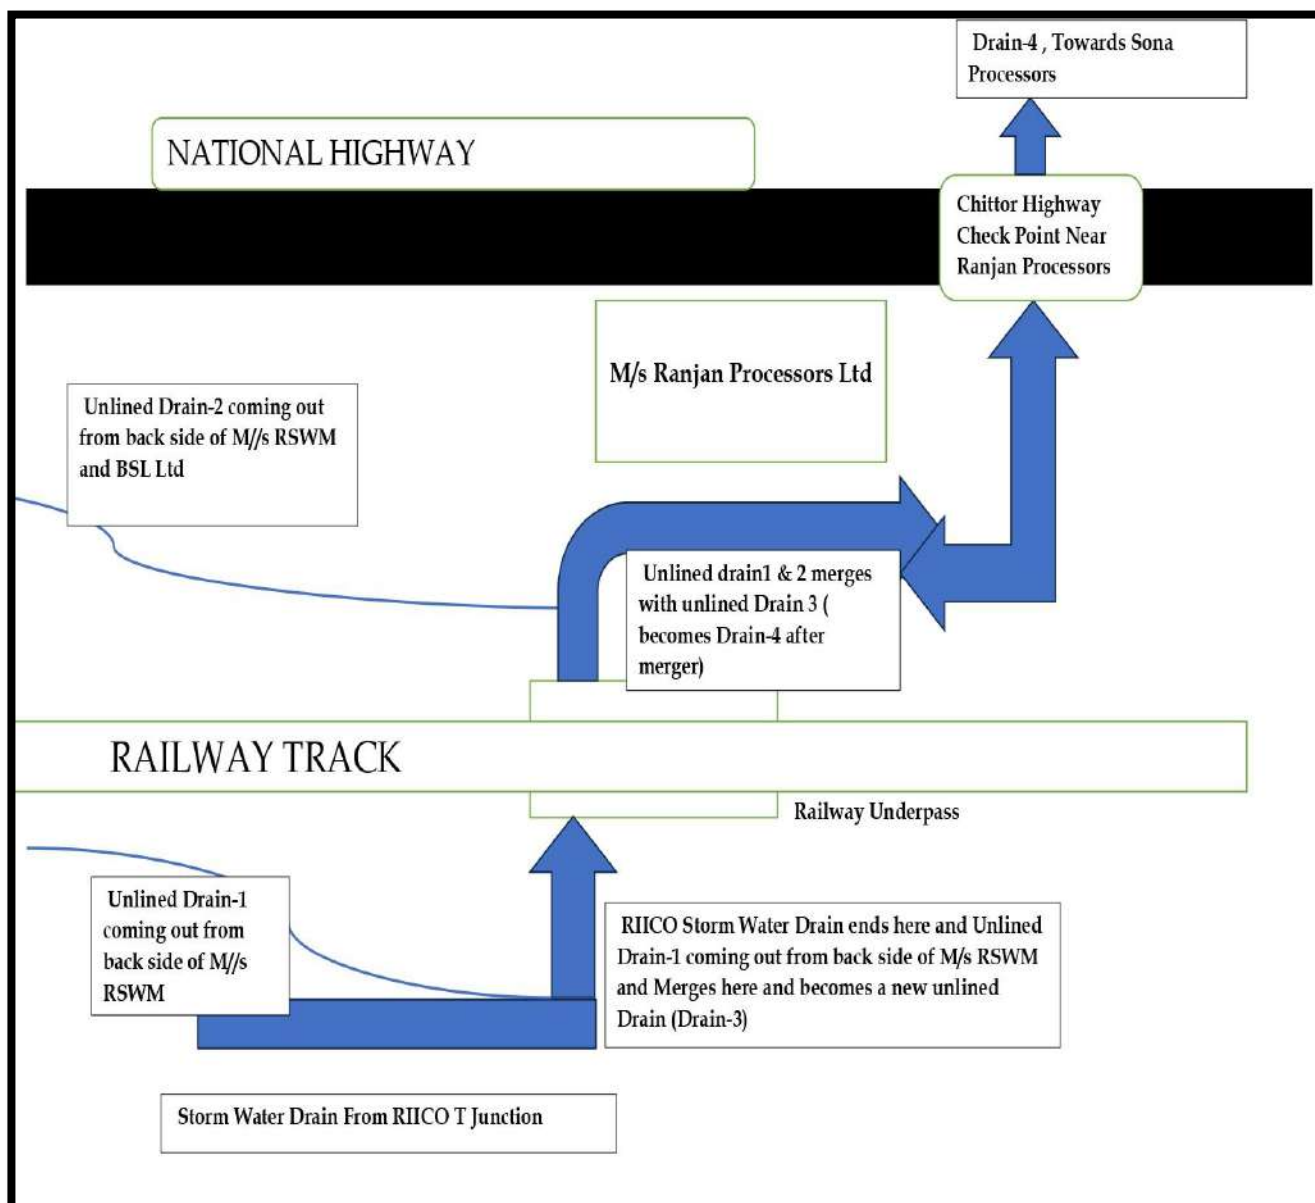 Drain-4 , Towards Sona
Processors
NATIONAL HIGHWAY
Chittor Highway
Check Point Near
Ranjan Processors
M/s Ranjan Processors Ltd
Unlined Drain-2 coming out
from back side of M//s RSWM
and BSL Ltd
Unlined drain1 & 2 merges
with unlined Drain 3 (
becomes Drain-4 after
merger)
RAILWAY TRACK
Railway Underpass
Unlined Drain-1
coming out from
back side of M//s
RSWM
RIICO Storm Water Drain ends here and Unlined
Drain-1 coming out from back side of M/s RSWM
and Merges here and becomes a new unlined
Drain (Drain-3)
Storm Water Drain From RIICO T Junction